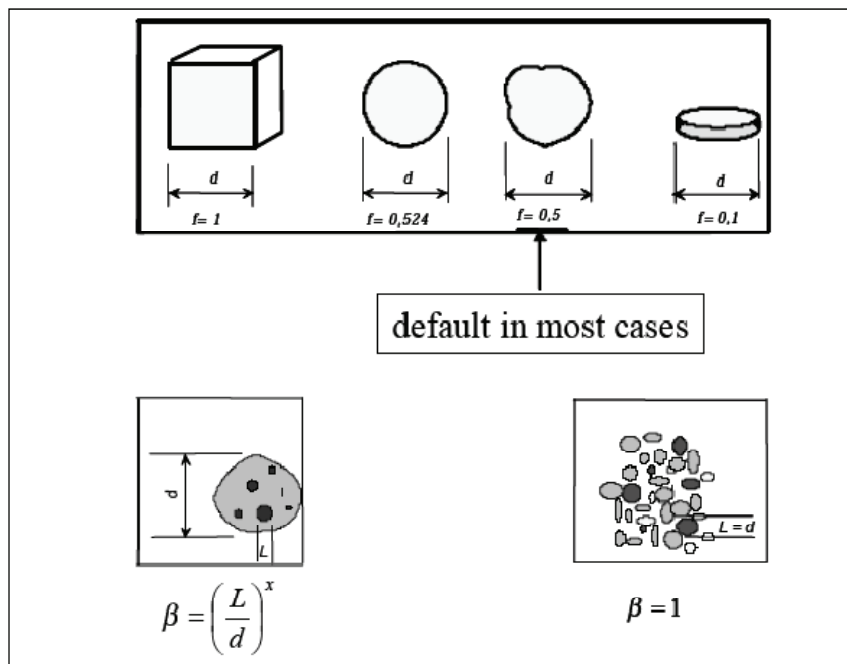 d d d d
f= 1 f= 0,524 f= 0,5 f= 0,1
default in most cases
d
L
L = d
β = (L/d)^x
β = 1